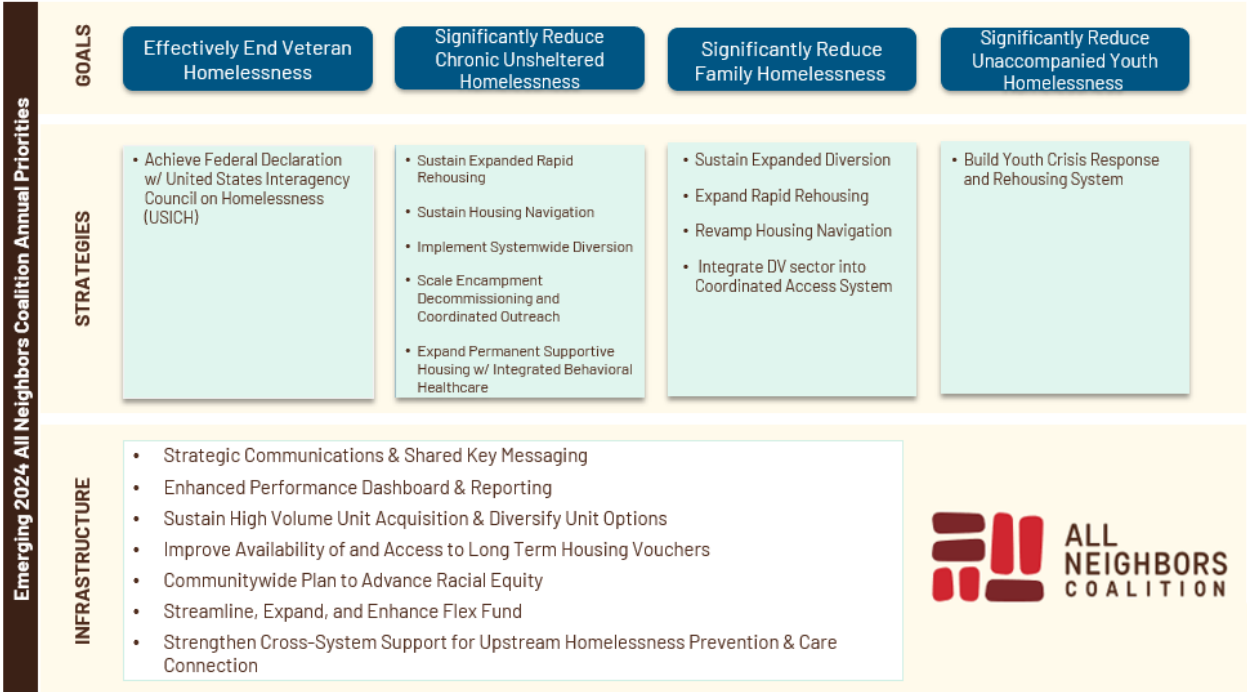 Emerging 2024 All Neighbors Coalition Annual Priorities
GOALS
Effectively End Veteran
Homelessness
Significantly Reduce
Chronic Unsheltered
Homelessness
Significantly Reduce
Family Homelessness
Significantly Reduce
Unaccompanied Youth
Homelessness
STRATEGIES
• Achieve Federal Declaration
w/ United States Interagency
Council on Homelessness
(USICH)
• Sustain Expanded Rapid
Rehousing
• Sustain Housing Navigation
• Implement Systemwide Diversion
• Scale Encampment
Decommissioning and
Coordinated Outreach
• Expand Permanent Supportive
Housing w/ Integrated Behavioral
Healthcare
• Sustain Expanded Diversion
• Expand Rapid Rehousing
• Revamp Housing Navigation
• Integrate DV sector into
Coordinated Access System
• Build Youth Crisis Response
and Rehousing System
INFRASTRUCTURE
• Strategic Communications & Shared Key Messaging
• Enhanced Performance Dashboard & Reporting
• Sustain High Volume Unit Acquisition & Diversify Unit Options
• Improve Availability of and Access to Long Term Housing Vouchers
• Communitywide Plan to Advance Racial Equity
• Streamline, Expand, and Enhance Flex Fund
• Strengthen Cross-System Support for Upstream Homelessness Prevention & Care
Connection
ALL
NEIGHBORS
COALITION